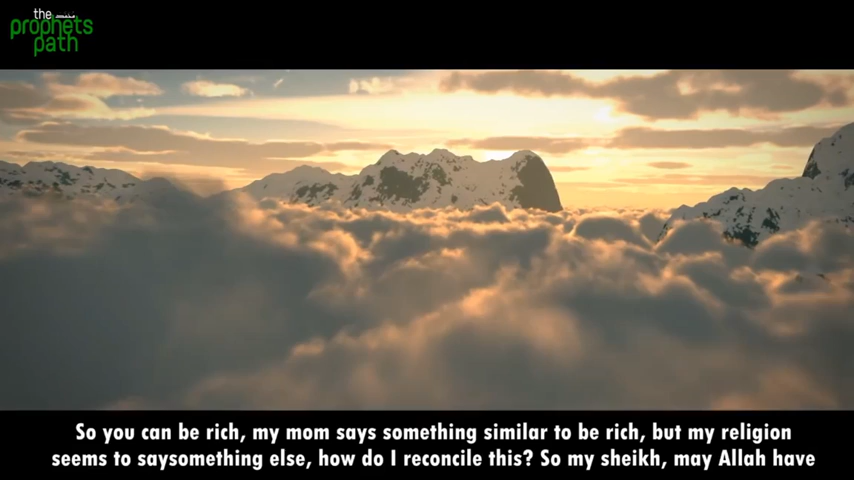 the
prophets
path
So you can be rich, my mom says something similar to be rich, but my religion
seems to saysomething else, how do I reconcile this? So my sheikh, may Allah have